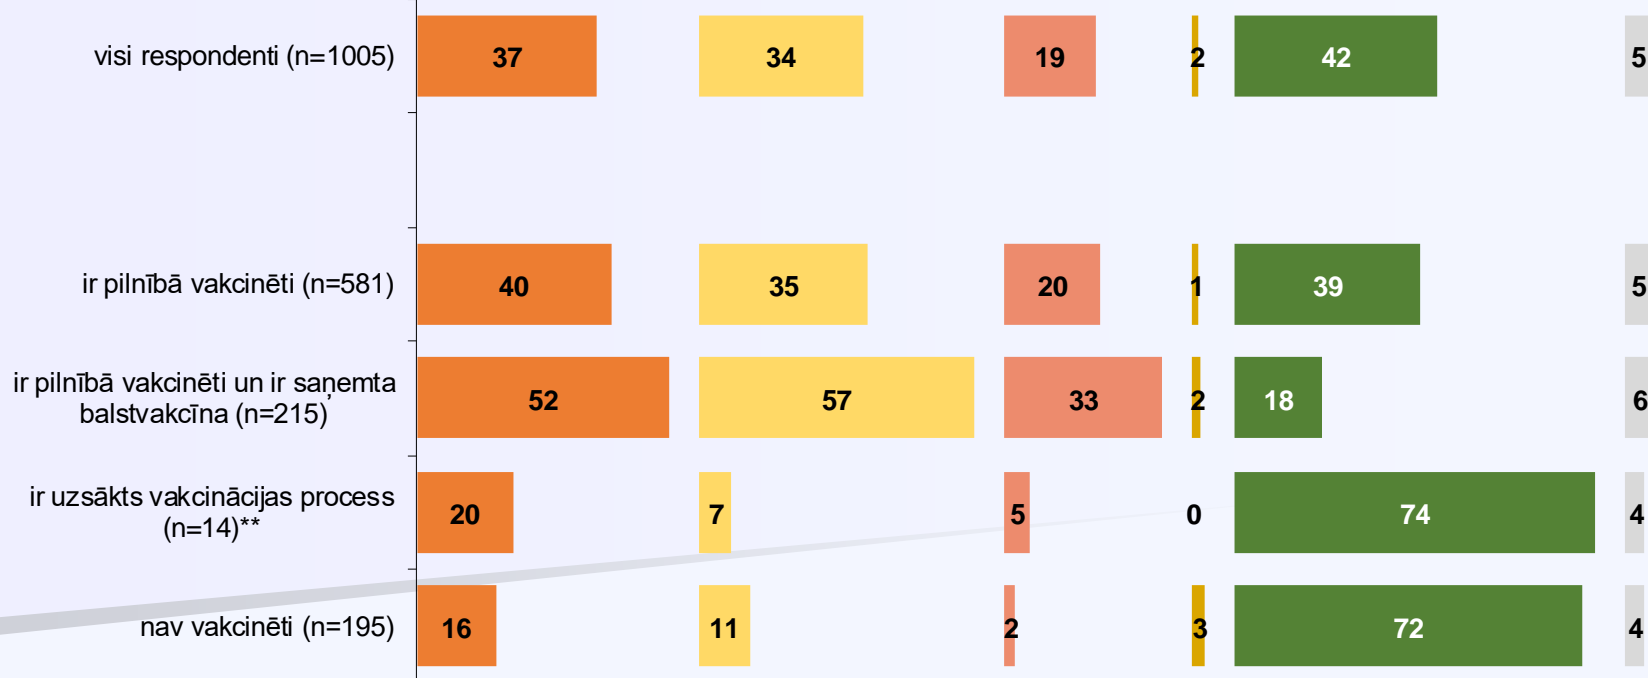 visi respondenti (n=1005) 37 34 19 2 42 5
ir pilnībā vakcinēti (n=581) 40 35 20 1 39 5
ir pilnībā vakcinēti un ir saņemta
balstvakcīna (n=215) 52 57 33 2 18 6
ir uzsākts vakcinācijas process
(n=14)** 20 7 5 0 74 4
nav vakcinēti (n=195) 16 11 2 3 72 4